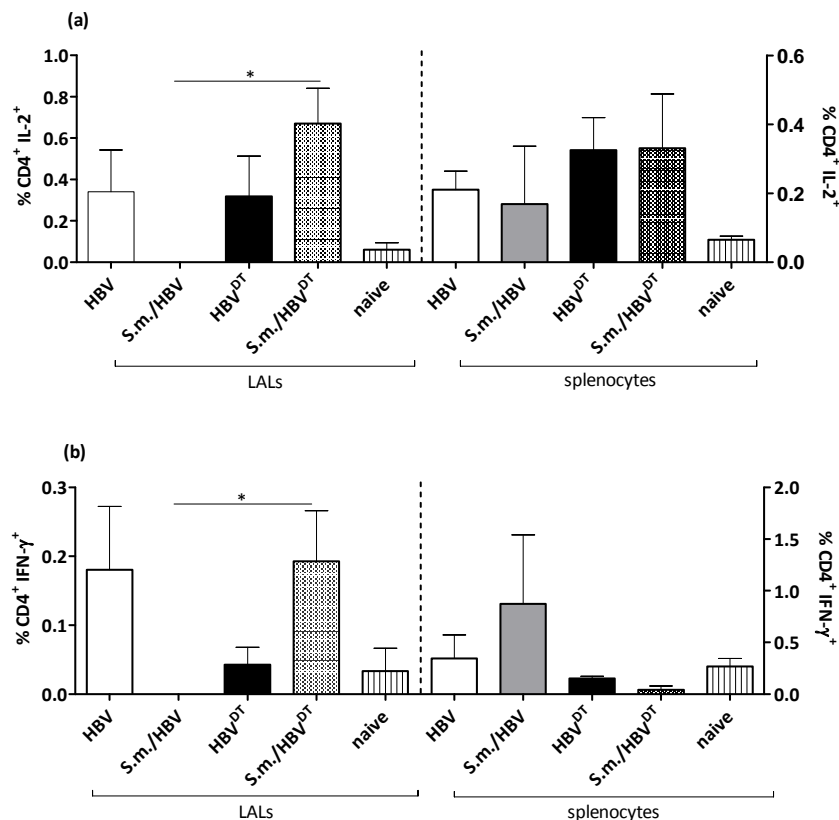 (a)
*
1.0
0.8
0.6
0.4
0.2
0.0
% CD4⁺ IL-2⁺
0.6
0.4
0.2
0.0
% CD4⁺ IL-2⁺
HBV
S.m./HBV
HBVᴰᵀ
S.m./HBVᴰᵀ
naive
HBV
S.m./HBV
HBVᴰᵀ
S.m./HBVᴰᵀ
naive
LALs
splenocytes
(b)
*
0.3
0.2
0.1
0.0
% CD4⁺ IFN-γ⁺
2.0
1.5
1.0
0.5
0.0
% CD4⁺ IFN-γ⁺
HBV
S.m./HBV
HBVᴰᵀ
S.m./HBVᴰᵀ
naive
HBV
S.m./HBV
HBVᴰᵀ
S.m./HBVᴰᵀ
naive
LALs
splenocytes